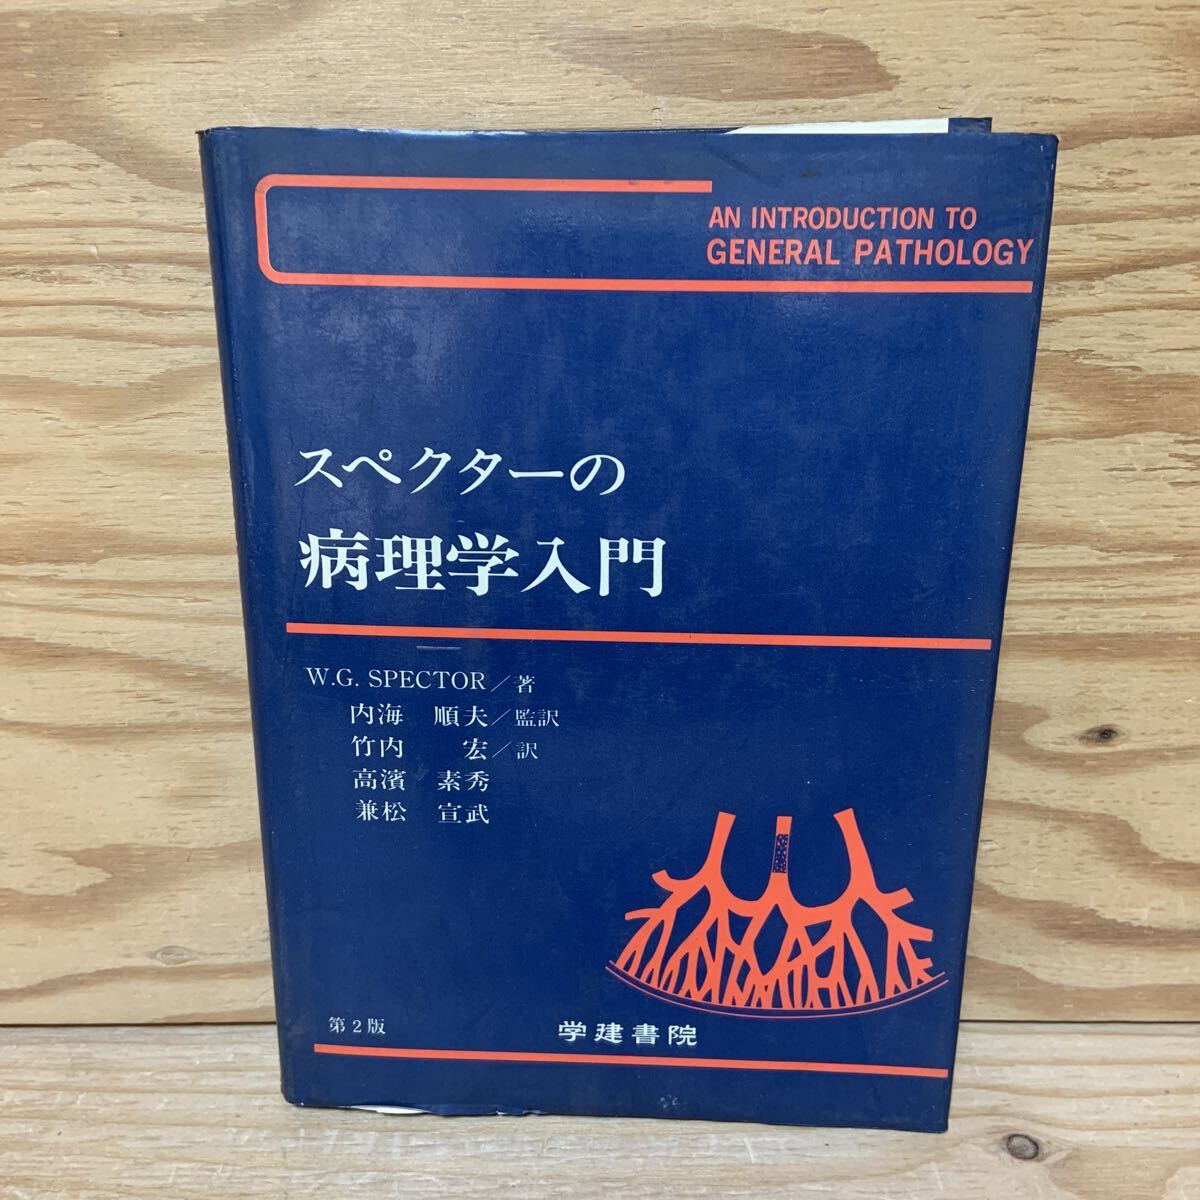 AN INTRODUCTION TO
GENERAL PATHOLOGY
スペクターの
病理学入門
W.G. SPECTOR/著
内海 順夫/監訳
竹内 宏/訳
高濱 素秀
兼松 宣武
第2版
学建書院